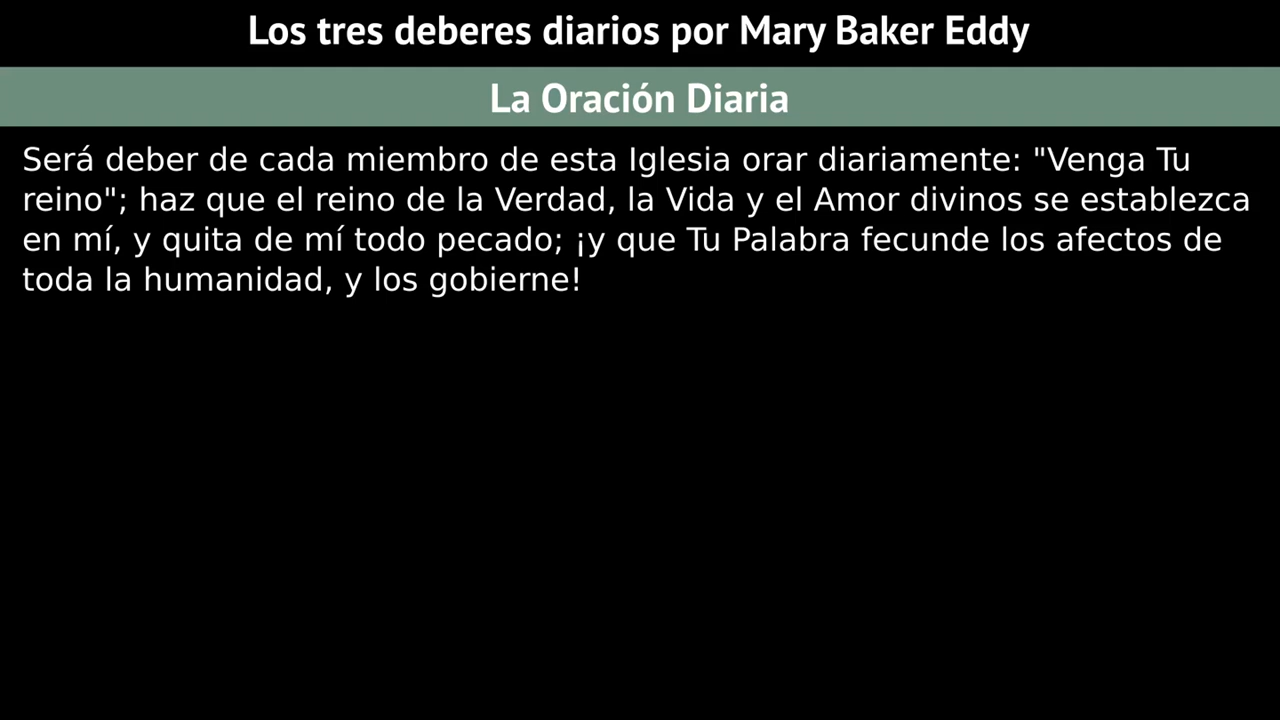 Los tres deberes diarios por Mary Baker Eddy
La Oración Diaria
Será deber de cada miembro de esta Iglesia orar diariamente: "Venga Tu
reino"; haz que el reino de la Verdad, la Vida y el Amor divinos se establezca
en mí, y quita de mí todo pecado; ¡y que Tu Palabra fecunde los afectos de
toda la humanidad, y los gobierne!